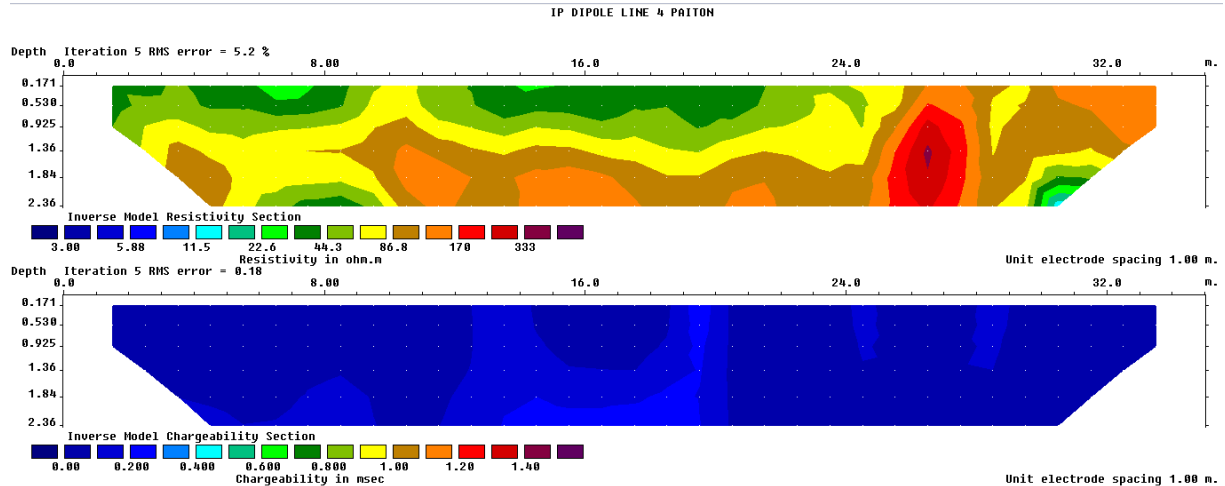 IP DIPOLE LINE 4 PAITON
Depth Iteration 5 RMS error = 5.2 %
0.0 8.00 16.0 24.0 32.0 m.
0.171
0.530
0.925
1.36
1.84
2.36
Inverse Model Resistivity Section
3.00 5.88 11.5 22.6 44.3 86.8 170 333
Resistivity in ohm.m
Unit electrode spacing 1.00 m.
Depth Iteration 5 RMS error = 0.18
0.0 8.00 16.0 24.0 32.0 m.
0.171
0.530
0.925
1.36
1.84
2.36
Inverse Model Chargeability Section
0.00 0.200 0.600 0.800 1.00 1.20 1.40
Chargeability in msec
Unit electrode spacing 1.00 m.